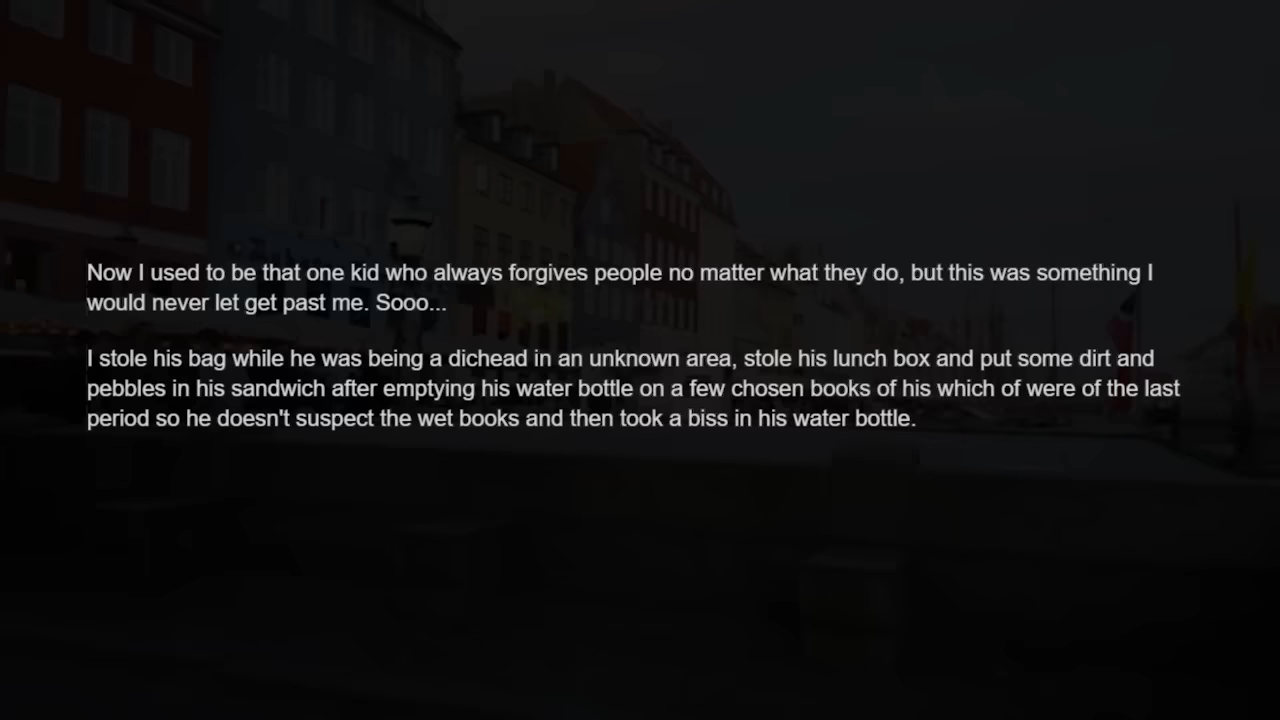 Now I used to be that one kid who always forgives people no matter what they do, but this was something I
would never let get past me. Sooo...
I stole his bag while he was being a dichead in an unknown area, stole his lunch box and put some dirt and
pebbles in his sandwich after emptying his water bottle on a few chosen books of his which of were of the last
period so he doesn't suspect the wet books and then took a biss in his water bottle.